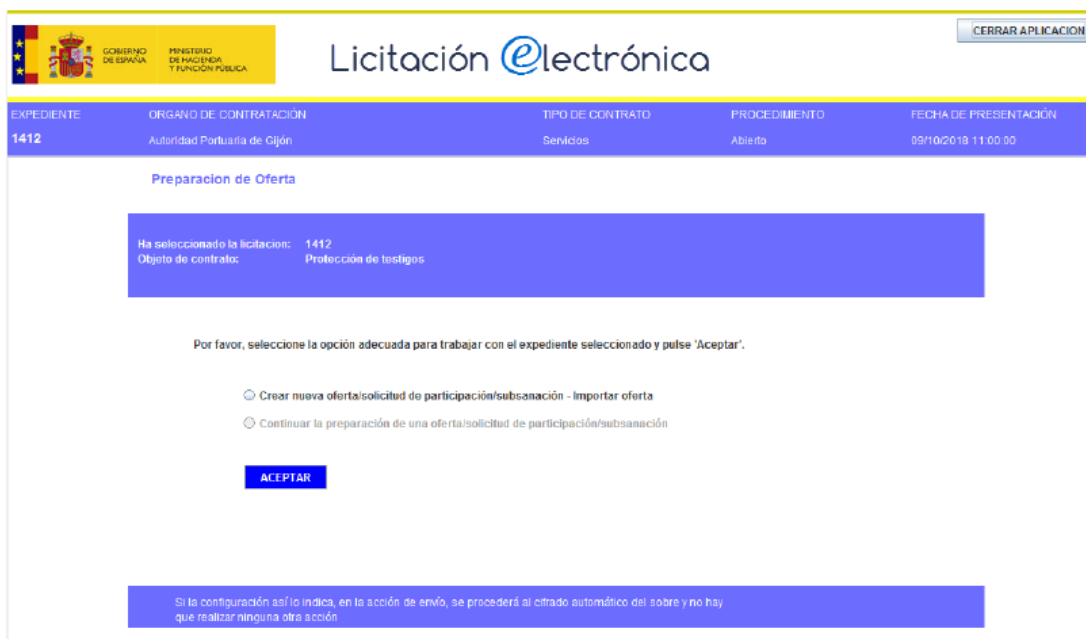 GOBIERNO
DE ESPAÑA
MINISTERIO
DE HACIENDA
Y FUNCIÓN PÚBLICA
Licitación electrónica
CERRAR APLICACION
EXPEDIENTE ORGANO DE CONTRATACIÓN TIPO DE CONTRATO PROCEDIMIENTO FECHA DE PRESENTACIÓN
1412 Autoridad Portuaria de Gijón Servicios Abierto 09/10/2018 11:00:00
Preparacion de Oferta
Ha seleccionado la licitacion: 1412
Objeto de contrato: Protección de testigos
Por favor, seleccione la opción adecuada para trabajar con el expediente seleccionado y pulse 'Aceptar'.
Crear nueva oferta/solicitud de participación/subsanación - Importar oferta
Continuar la preparación de una oferta/solicitud de participación/subsanación
ACEPTAR
Si la configuración así lo indica, en la acción de envío, se procederá al cifrado automático del sobre y no hay
que realizar ninguna otra acción